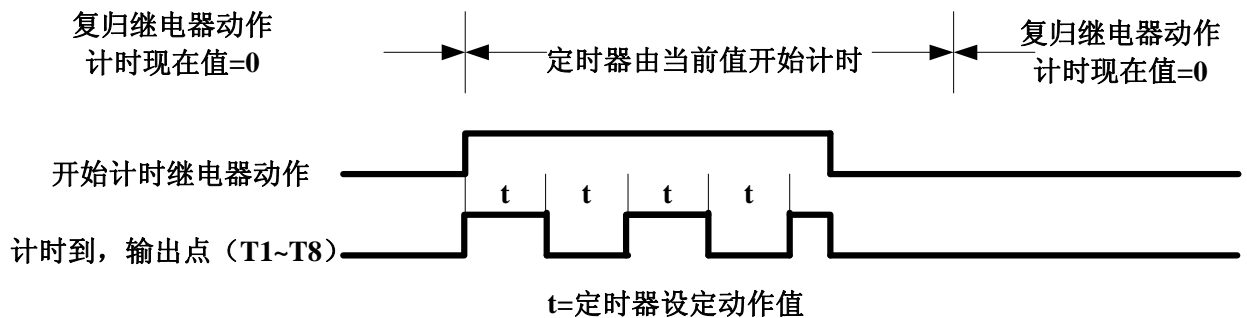 复归继电器动作
计时现在值=0
定时器由当前值开始计时
复归继电器动作
计时现在值=0
开始计时继电器动作
t t t t
计时到，输出点（T1~T8）
t=定时器设定动作值